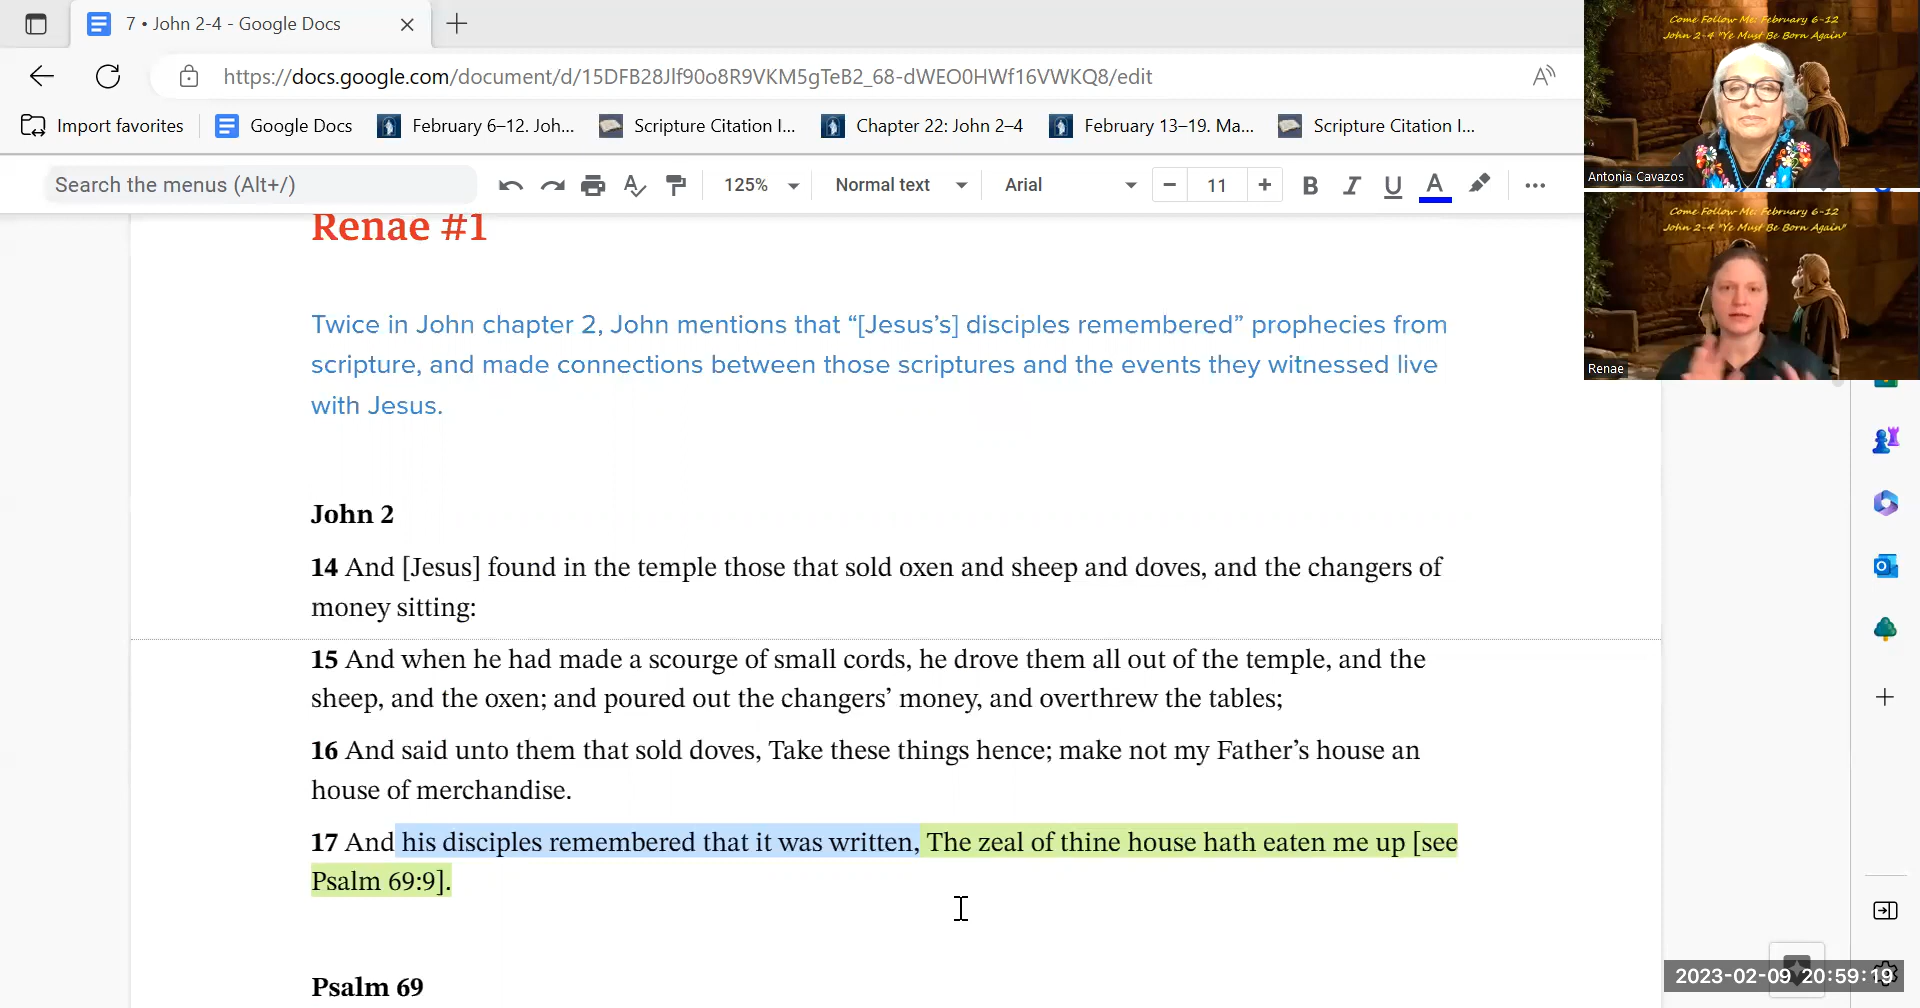 7 • John 2-4 - Google Docs
https://docs.google.com/document/d/15DFB28Jlf90o8R9VKM5gTeB2_68-dWEO0HWf16VWKQ8/edit
Import favorites Google Docs February 6–12. Joh... Scripture Citation I... Chapter 22: John 2–4 February 13–19. Ma... Scripture Citation I...
Search the menus (Alt+/) 125% Normal text Arial 11 B I U A
Come Follow Me: February 6-12
John 2-4 "Ye Must Be Born Again"
Antonia Cavazos
Come Follow Me: February 6-12
John 2-4 "Ye Must Be Born Again"
Renae
Renae #1
Twice in John chapter 2, John mentions that “[Jesus’s] disciples remembered” prophecies from
scripture, and made connections between those scriptures and the events they witnessed live
with Jesus.
John 2
14 And [Jesus] found in the temple those that sold oxen and sheep and doves, and the changers of
money sitting:
15 And when he had made a scourge of small cords, he drove them all out of the temple, and the
sheep, and the oxen; and poured out the changers’ money, and overthrew the tables;
16 And said unto them that sold doves, Take these things hence; make not my Father’s house an
house of merchandise.
17 And his disciples remembered that it was written, The zeal of thine house hath eaten me up [see
Psalm 69:9].
Psalm 69
2023-02-09 20:59:19